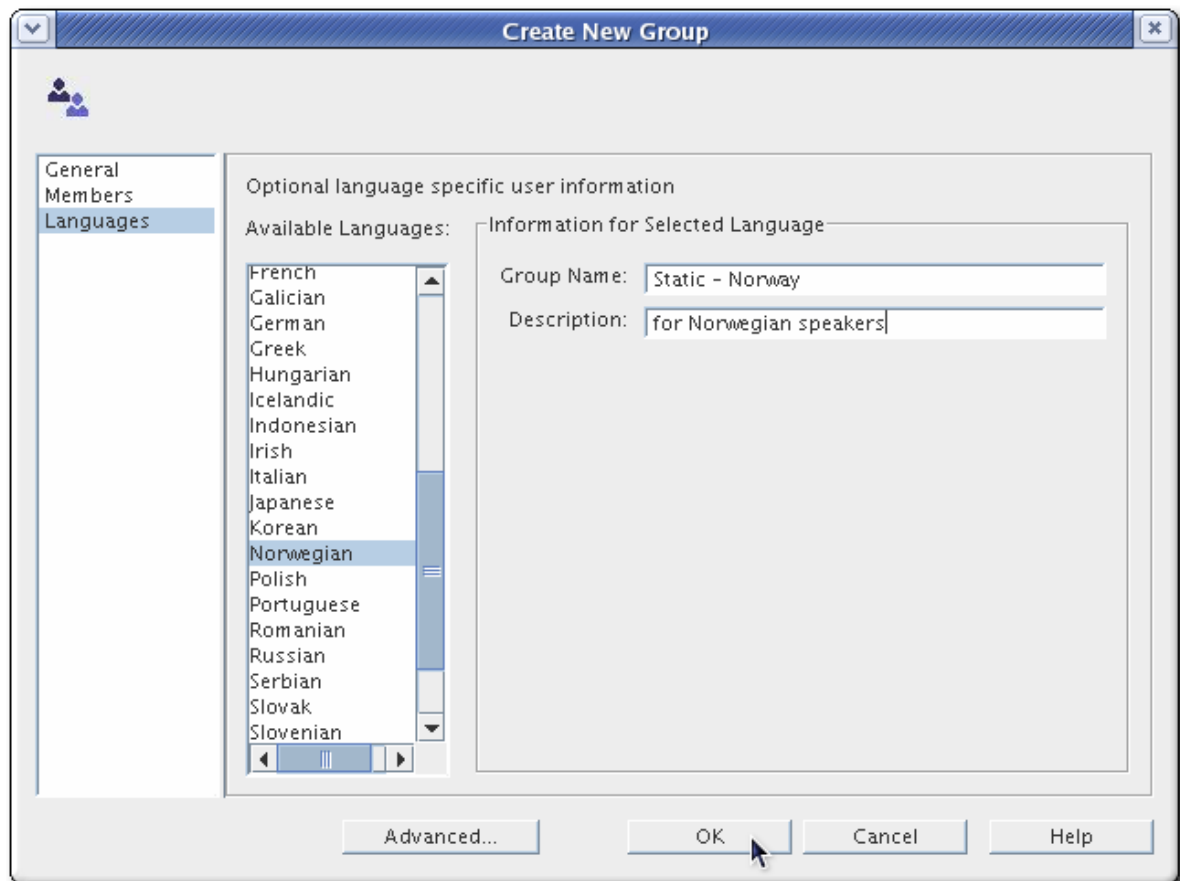 Create New Group
General
Members
Languages
Optional language specific user information
Available Languages:
French
Galician
German
Greek
Hungarian
Icelandic
Indonesian
Irish
Italian
Japanese
Korean
Norwegian
Polish
Portuguese
Romanian
Russian
Serbian
Slovak
Slovenian
Information for Selected Language
Group Name: Static - Norway
Description: for Norwegian speakers
Advanced... OK Cancel Help